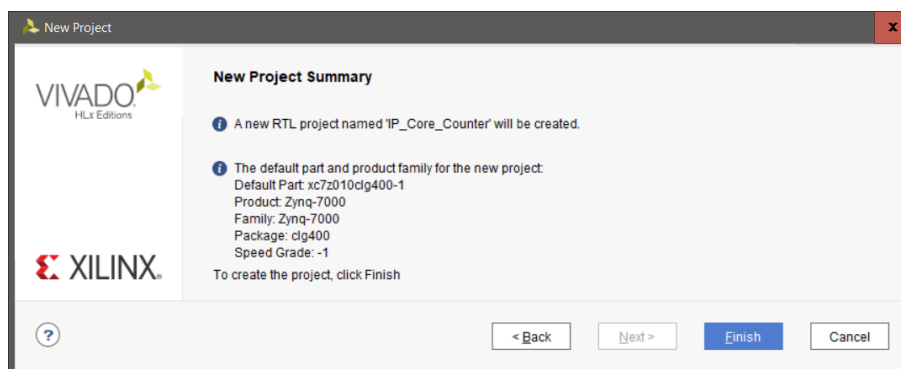 New Project
x
VIVADO.
HLx Editions
New Project Summary
A new RTL project named 'IP_Core_Counter' will be created.
The default part and product family for the new project:
Default Part: xc7z010clg400-1
Product: Zynq-7000
Family: Zynq-7000
Package: clg400
Speed Grade: -1
XILINX.
To create the project, click Finish
?
< Back
Next >
Finish
Cancel